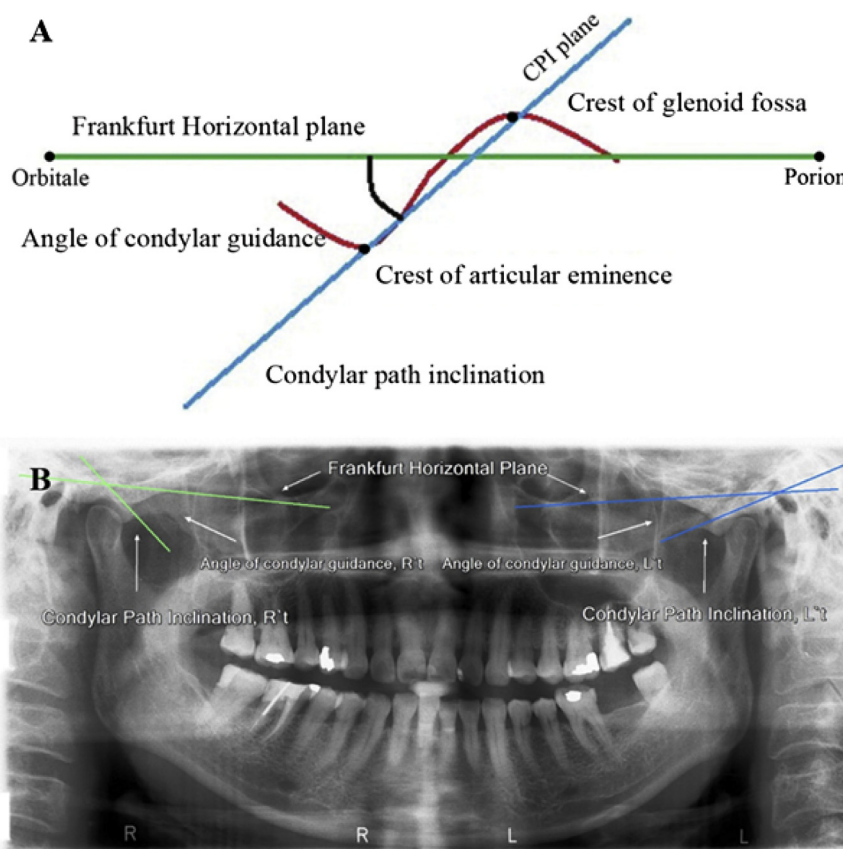 A
CPI plane
Crest of glenoid fossa
Frankfurt Horizontal plane
Orbitale
Porion
Angle of condylar guidance
Crest of articular eminence
Condylar path inclination
B
Frankfurt Horizontal Plane
Angle of condylar guidance, R`t
Angle of condylar guidance, L`t
Condylar Path Inclination, R`t
Condylar Path Inclination, L`t
R
R
L
L